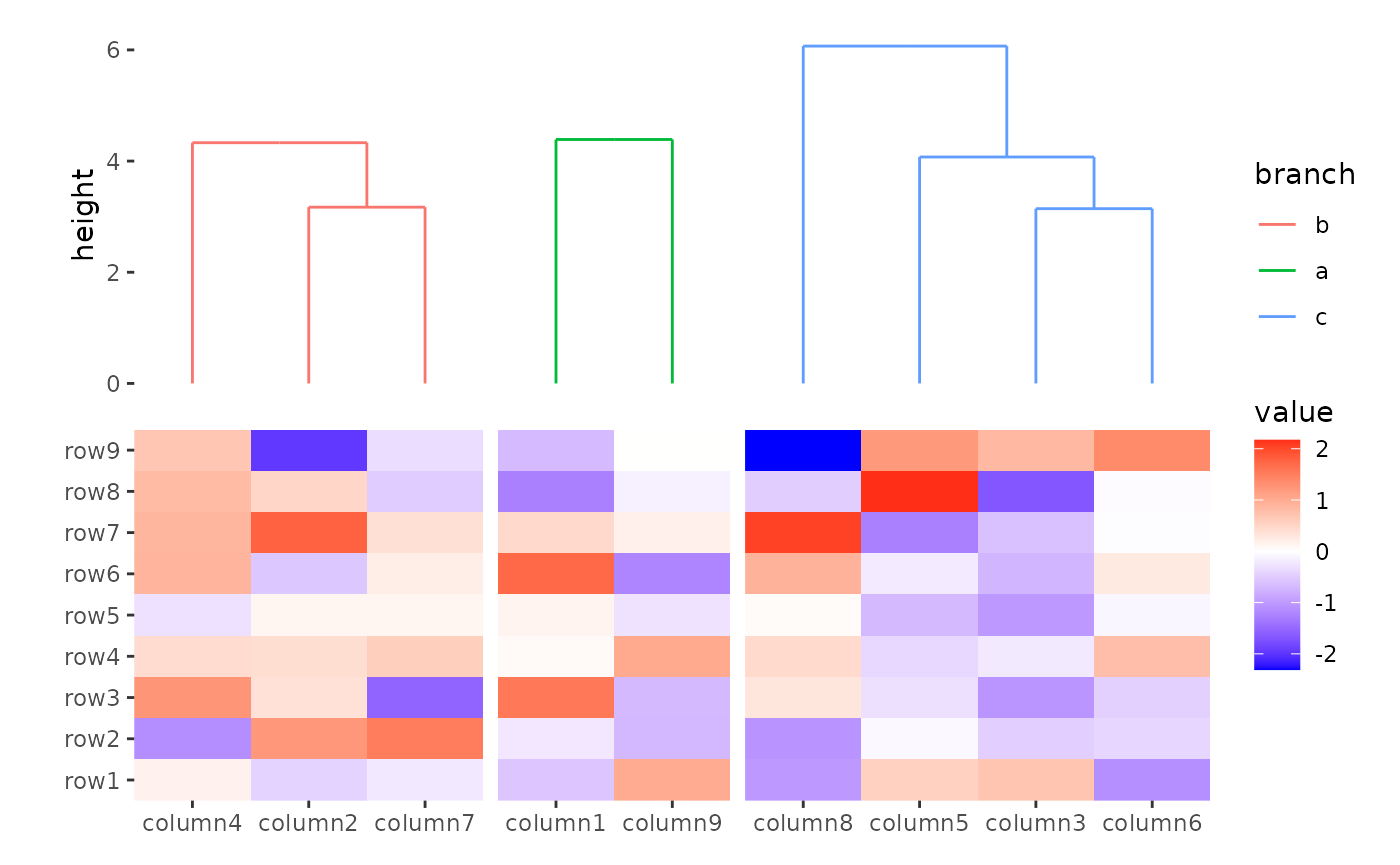 6
4
2
0
height
branch
b
a
c
value
2
1
0
-1
-2
row9
row8
row7
row6
row5
row4
row3
row2
row1
column4 column2 column7 column1 column9 column8 column5 column3 column6